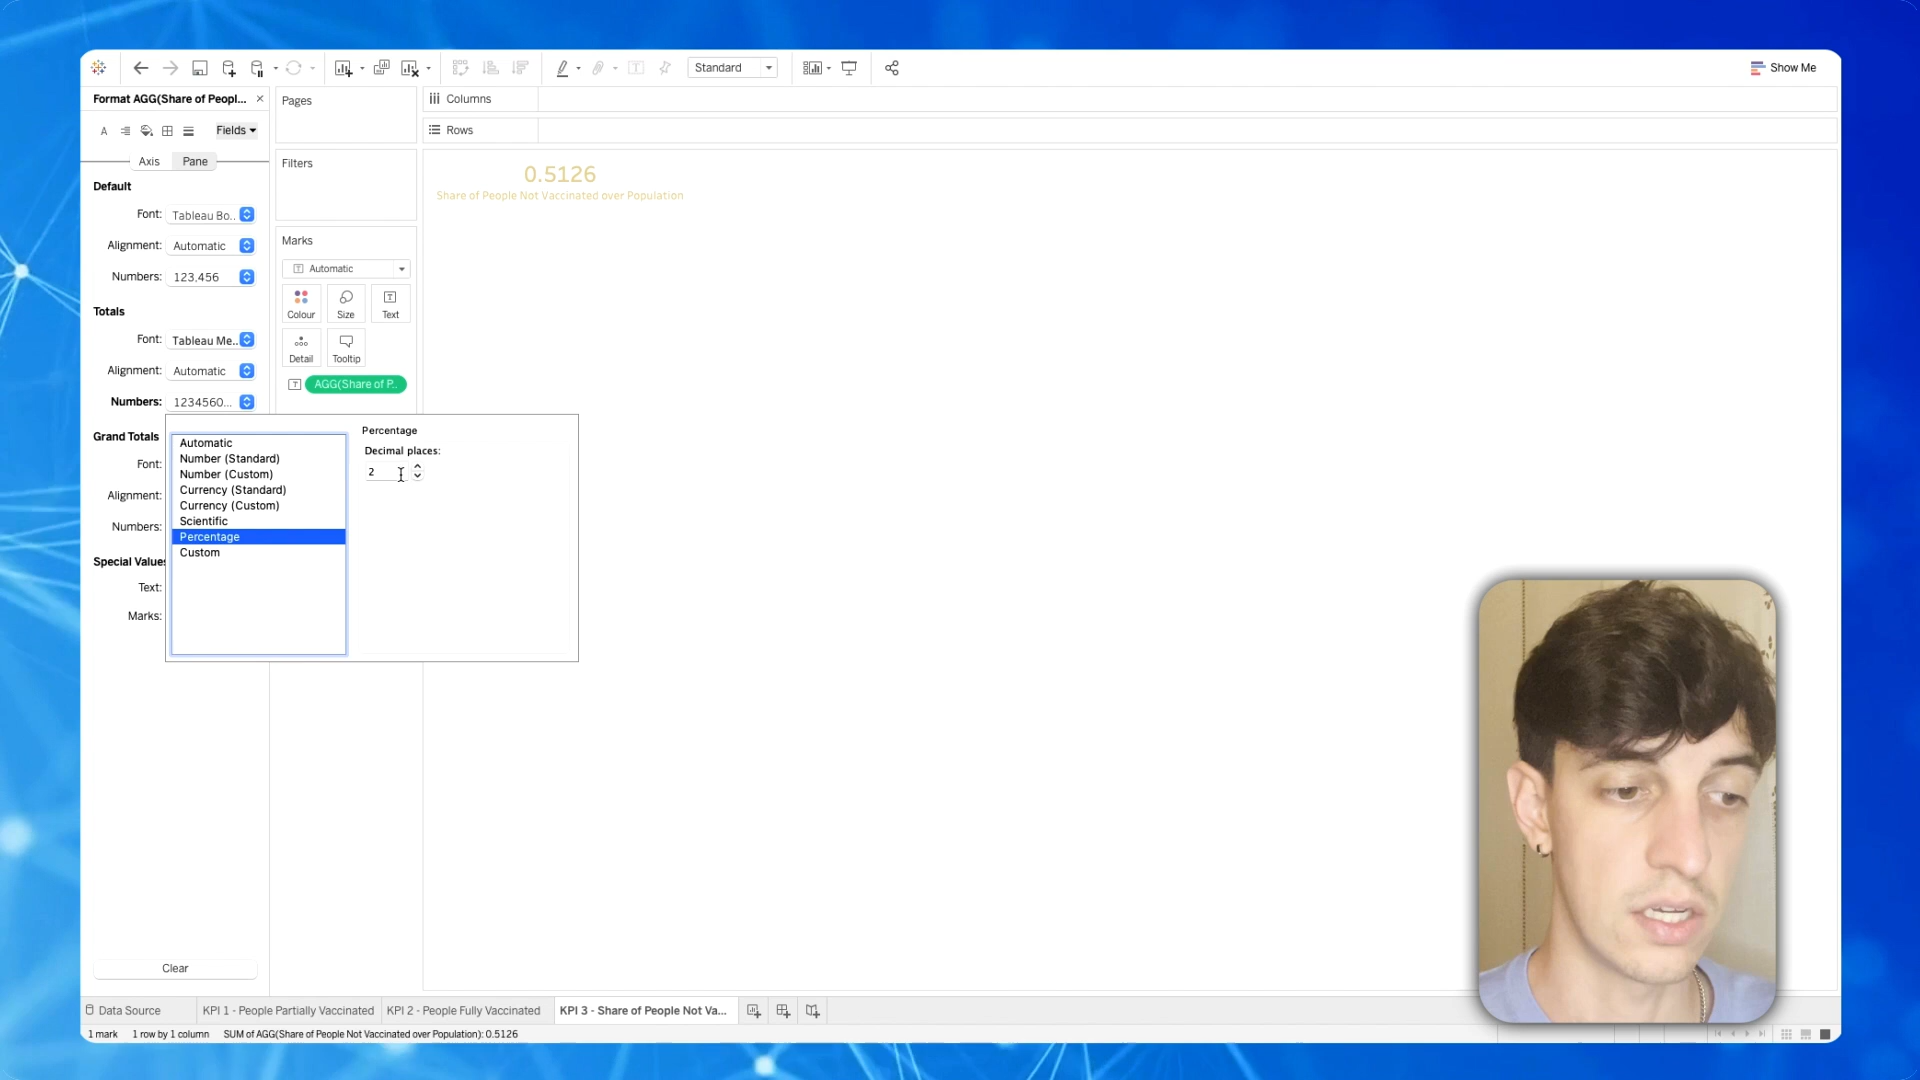 Standard
Show Me
Format AGG(Share of Peopl...
Fields
Axis
Pane
Default
Font: Tableau Bo..
Alignment: Automatic
Numbers: 123,456
Totals
Font: Tableau Me..
Alignment: Automatic
Numbers: 1234560...
Grand Totals
Font:
Alignment:
Numbers:
Special Values
Text:
Marks:
Clear
Automatic
Number (Standard)
Number (Custom)
Currency (Standard)
Currency (Custom)
Scientific
Percentage
Custom
Percentage
Decimal places:
2
Pages
Filters
Marks
Automatic
Colour
Size
Text
Detail
Tooltip
AGG(Share of P..
Columns
Rows
0.5126
Share of People Not Vaccinated over Population
Data Source
KPI 1 - People Partially Vaccinated
KPI 2 - People Fully Vaccinated
KPI 3 - Share of People Not Va...
1 mark
1 row by 1 column
SUM of AGG(Share of People Not Vaccinated over Population): 0.5126